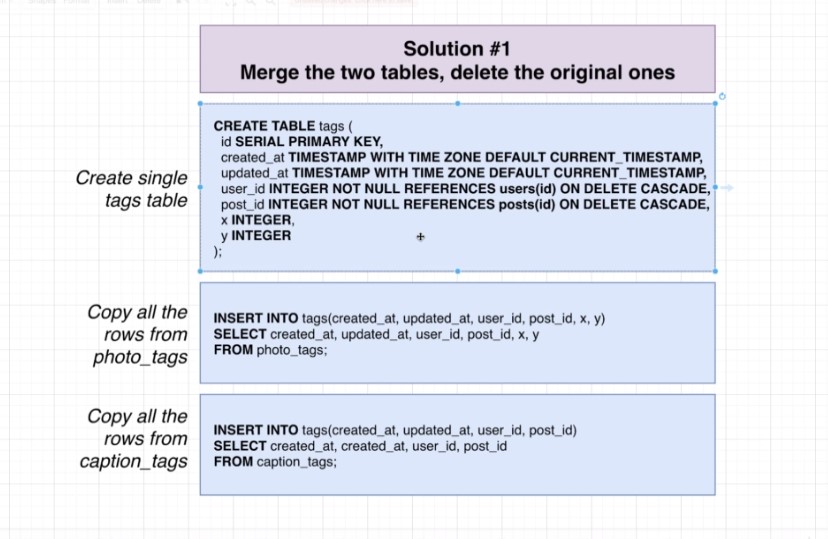 Solution #1
Merge the two tables, delete the original ones
Create single
tags table
CREATE TABLE tags (
id SERIAL PRIMARY KEY,
created_at TIMESTAMP WITH TIME ZONE DEFAULT CURRENT_TIMESTAMP,
updated_at TIMESTAMP WITH TIME ZONE DEFAULT CURRENT_TIMESTAMP,
user_id INTEGER NOT NULL REFERENCES users(id) ON DELETE CASCADE,
post_id INTEGER NOT NULL REFERENCES posts(id) ON DELETE CASCADE,
x INTEGER,
y INTEGER
);
Copy all the
rows from
photo_tags
INSERT INTO tags(created_at, updated_at, user_id, post_id, x, y)
SELECT created_at, updated_at, user_id, post_id, x, y
FROM photo_tags;
Copy all the
rows from
caption_tags
INSERT INTO tags(created_at, updated_at, user_id, post_id)
SELECT created_at, created_at, user_id, post_id
FROM caption_tags;